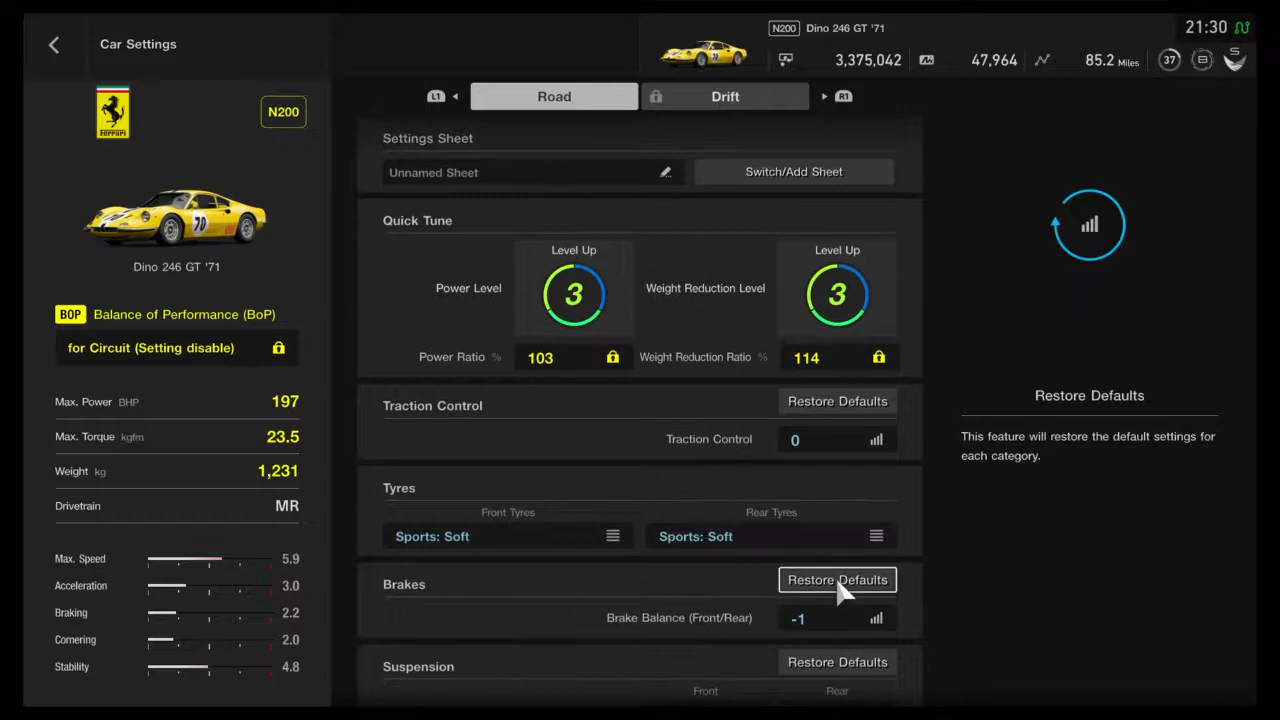 Car Settings
N200 Dino 246 GT '71
21:30
3,375,042
47,964
85.2 Miles
37
B
S
Ferrari
N200
Dino 246 GT '71
BOP Balance of Performance (BoP)
for Circuit (Setting disable)
Max. Power BHP 197
Max. Torque kgfm 23.5
Weight kg 1,231
Drivetrain MR
Max. Speed 5.9
Acceleration 3.0
Braking 2.2
Cornering 2.0
Stability 4.8
L1 Road Drift R1
Settings Sheet
Unnamed Sheet Switch/Add Sheet
Quick Tune
Level Up Level Up
Power Level 3 Weight Reduction Level 3
Power Ratio % 103 Weight Reduction Ratio % 114
Traction Control Restore Defaults
Traction Control 0
Tyres
Front Tyres Rear Tyres
Sports: Soft Sports: Soft
Brakes Restore Defaults
Brake Balance (Front/Rear) -1
Suspension Restore Defaults
Front Rear
Restore Defaults
This feature will restore the default settings for
each category.
70